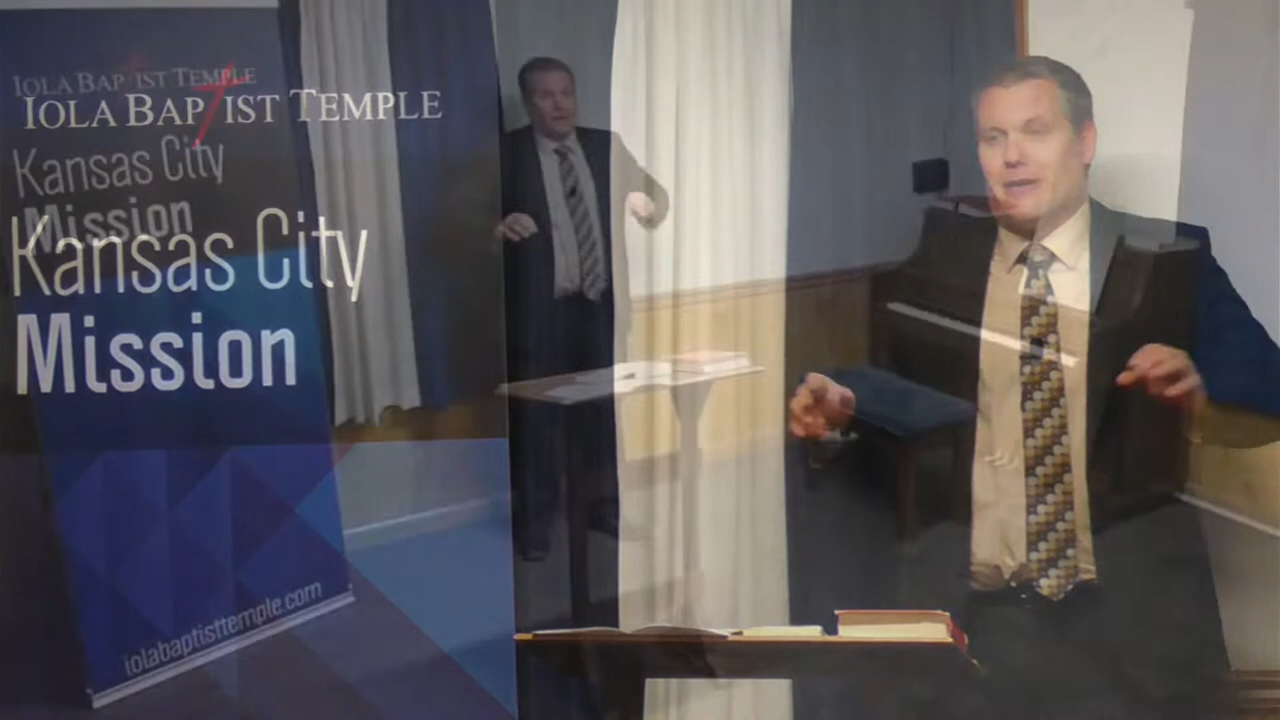 IOLA BAPTIST TEMPLE
IOLA BAPTIST TEMPLE
Kansas City
Mission
Kansas City
Mission
iolabaptisttemple.com